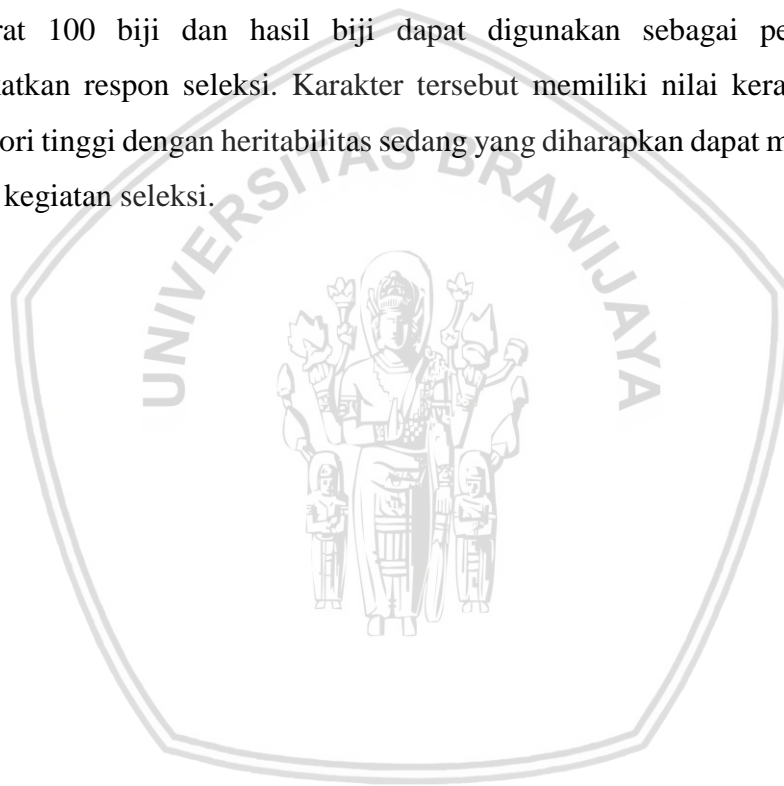 rat 100 biji dan hasil biji dapat digunakan sebagai pe
katkan respon seleksi. Karakter tersebut memiliki nilai kera
ori tinggi dengan heritabilitas sedang yang diharapkan dapat m
kegiatan seleksi.
UNIVERSITAS BRAWIJAYA